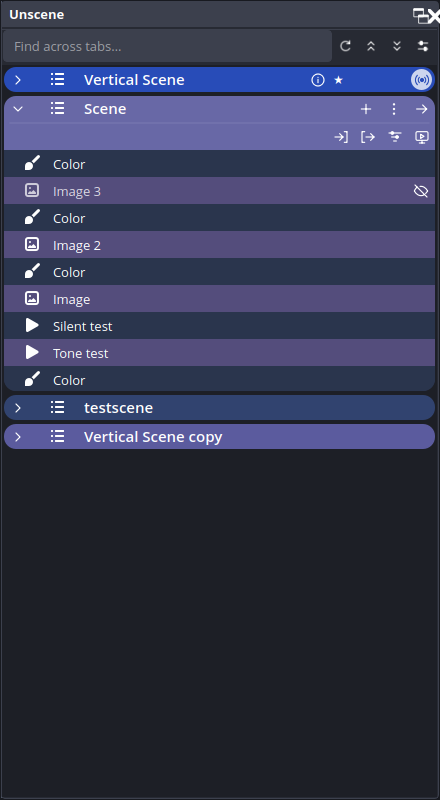 Unscene
Find across tabs...
Vertical Scene
Scene
Color
Image 3
Color
Image 2
Color
Image
Silent test
Tone test
Color
testscene
Vertical Scene copy